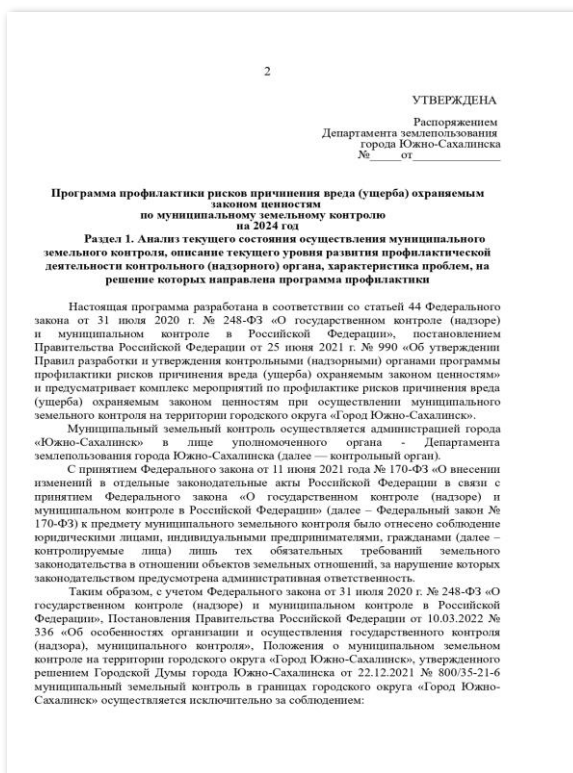 2
УТВЕРЖДЕНА
Распоряжением
Департамента землепользования
города Южно-Сахалинска
№_____от______________
Программа профилактики рисков причинения вреда (ущерба) охраняемым
законом ценностям
по муниципальному земельному контролю
на 2024 год
Раздел 1. Анализ текущего состояния осуществления муниципального
земельного контроля, описание текущего уровня развития профилактической
деятельности контрольного (надзорного) органа, характеристика проблем, на
решение которых направлена программа профилактики
Настоящая программа разработана в соответствии со статьей 44 Федерального
закона от 31 июля 2020 г. № 248-ФЗ «О государственном контроле (надзоре)
и муниципальном контроле в Российской Федерации», постановлением
Правительства Российской Федерации от 25 июня 2021 г. № 990 «Об утверждении
Правил разработки и утверждения контрольными (надзорными) органами программы
профилактики рисков причинения вреда (ущерба) охраняемым законом ценностям»
и предусматривает комплекс мероприятий по профилактике рисков причинения вреда
(ущерба) охраняемым законом ценностям при осуществлении муниципального
земельного контроля на территории городского округа «Город Южно-Сахалинск».
Муниципальный земельный контроль осуществляется администрацией города
«Южно-Сахалинск» в лице уполномоченного органа - Департамента
землепользования города Южно-Сахалинска (далее — контрольный орган).
С принятием Федерального закона от 11 июня 2021 года № 170-ФЗ «О внесении
изменений в отдельные законодательные акты Российской Федерации в связи с
принятием Федерального закона «О государственном контроле (надзоре) и
муниципальном контроле в Российской Федерации» (далее – Федеральный закон №
170-ФЗ) к предмету муниципального земельного контроля было отнесено соблюдение
юридическими лицами, индивидуальными предпринимателями, гражданами (далее –
контролируемые лица) лишь тех обязательных требований земельного
законодательства в отношении объектов земельных отношений, за нарушение которых
законодательством предусмотрена административная ответственность.
Таким образом, с учетом Федерального закона от 31 июля 2020 г. № 248-ФЗ «О
государственном контроле (надзоре) и муниципальном контроле в Российской
Федерации», Постановления Правительства Российской Федерации от 10.03.2022 №
336 «Об особенностях организации и осуществления государственного контроля
(надзора), муниципального контроля», Положения о муниципальном земельном
контроле на территории городского округа «Город Южно-Сахалинск», утвержденного
решением Городской Думы города Южно-Сахалинска от 22.12.2021 № 800/35-21-6
муниципальный земельный контроль в границах городского округа «Город Южно-
Сахалинск» осуществляется исключительно за соблюдением: